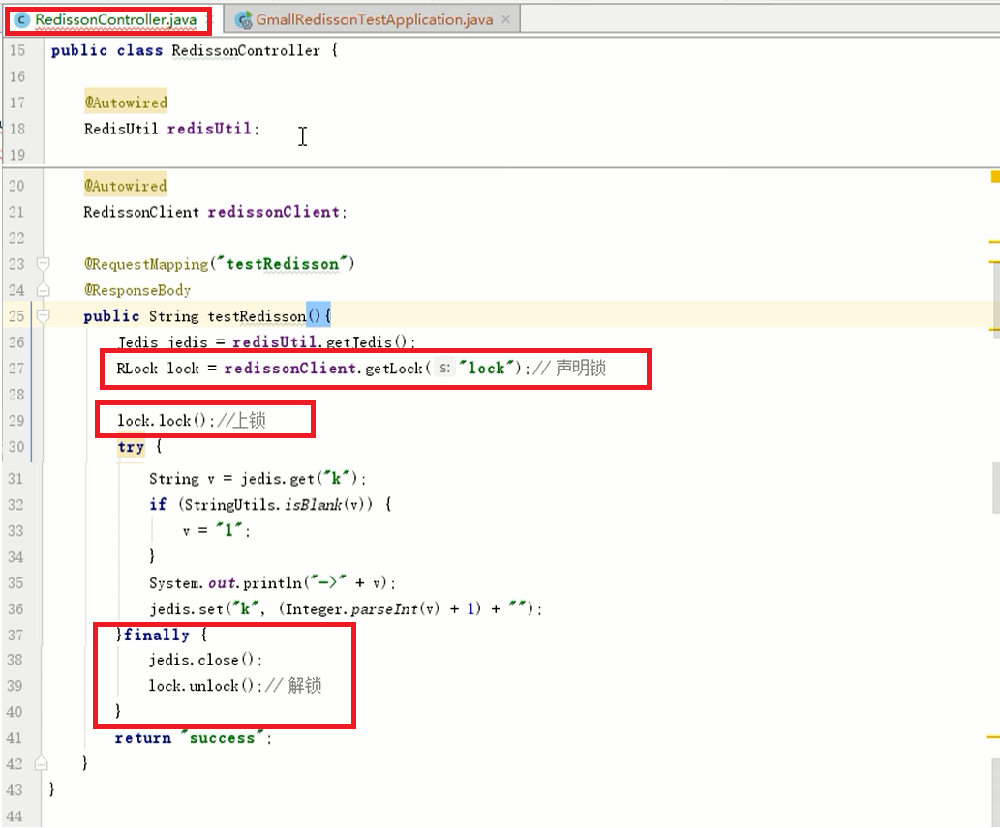 RedissonController.java
GmallRedissonTestApplication.java
15 public class RedissonController {
16
17 @Autowired
18 RedisUtil redisUtil;
19
20 @Autowired
21 RedissonClient redissonClient;
22
23 @RequestMapping("testRedisson")
24 @ResponseBody
25 public String testRedisson(){
26 Jedis jedis = redisUtil.getJedis();
27 RLock lock = redissonClient.getLock( s: "lock");// 声明锁
28
29 lock.lock();//上锁
30 try {
31 String v = jedis.get("k");
32 if (StringUtils.isBlank(v)) {
33 v = "1";
34 }
35 System.out.println("->" + v);
36 jedis.set("k", (Integer.parseInt(v) + 1) + "");
37 }finally {
38 jedis.close();
39 lock.unlock();// 解锁
40 }
41 return "success";
42 }
43 }
44